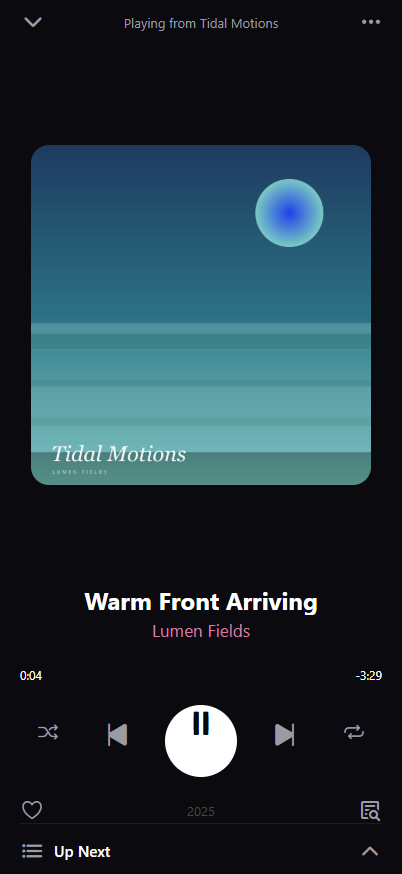 Playing from Tidal Motions
Tidal Motions
LUMEN FIELDS
Warm Front Arriving
Lumen Fields
0:04
-3:29
2025
Up Next